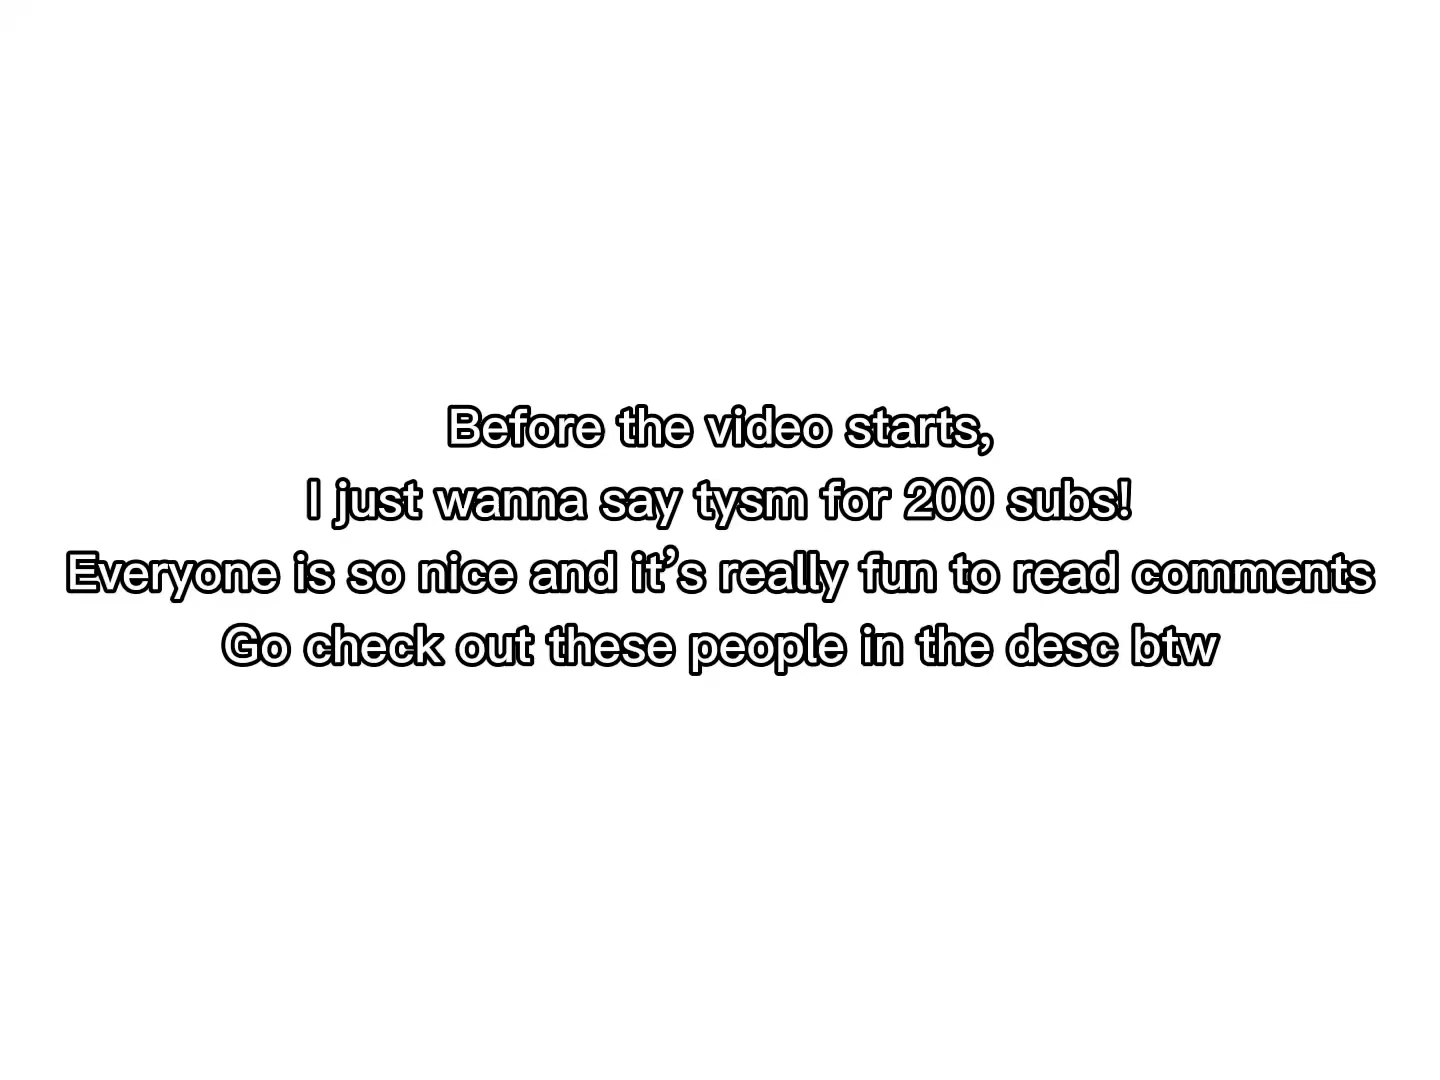 Before the video starts,
I just wanna say tysm for 200 subs!
Everyone is so nice and it’s really fun to read comments
Go check out these people in the desc btw